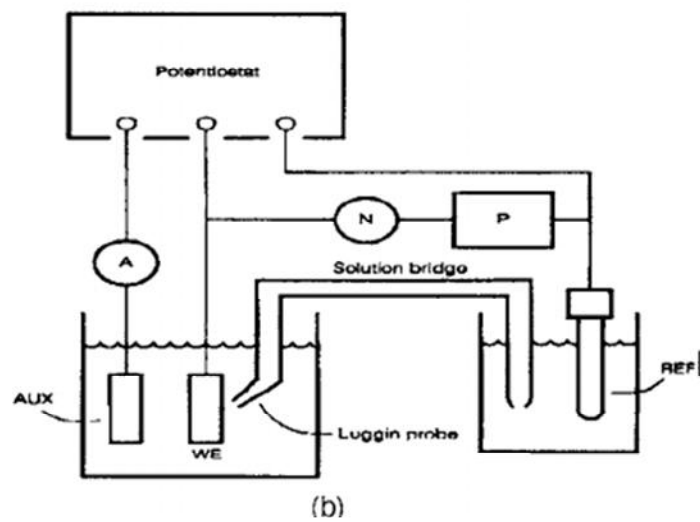 Potentiostat
N
P
A
Solution bridge
REF
AUX
Luggin probe
WE
(b)